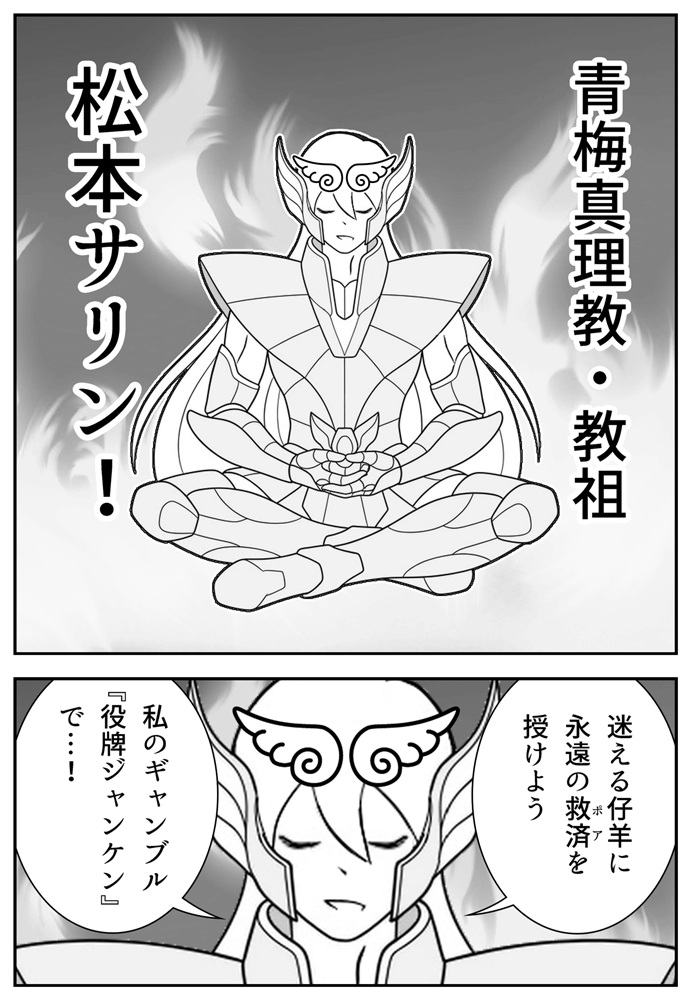 青梅真理教・教祖
松本サリン！
迷える仔羊に
永遠の救済を
ポア
授けよう
私のギャンブル
『役牌ジャンケン』
で…！